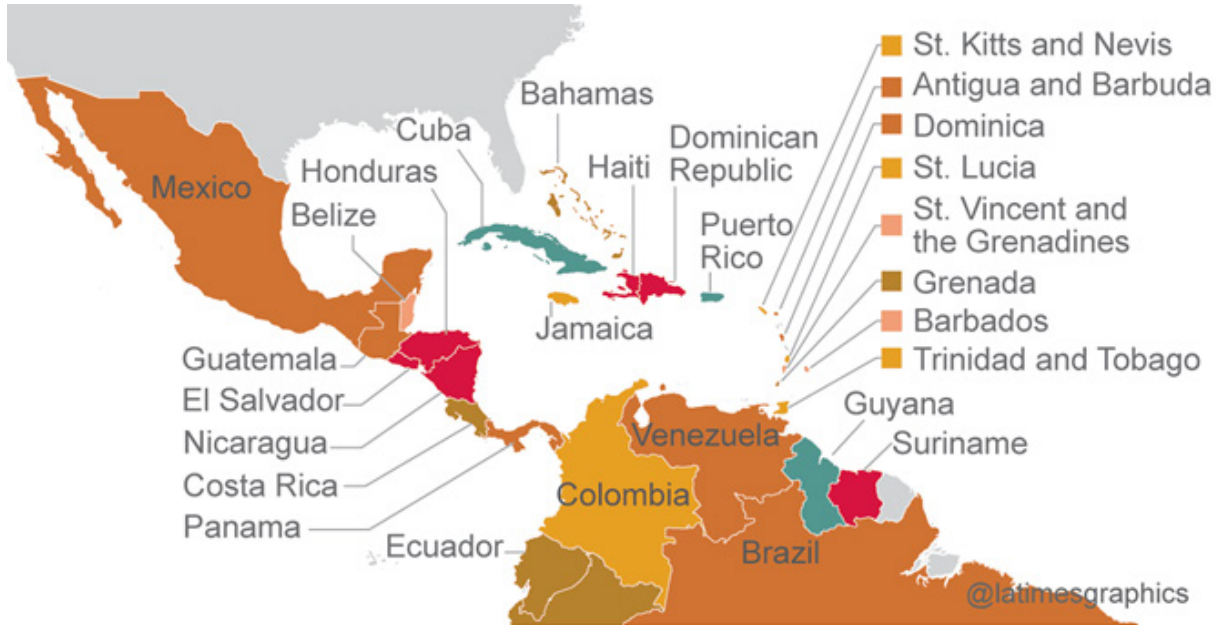 St. Kitts and Nevis
Antigua and Barbuda
Dominica
St. Lucia
St. Vincent and
the Grenadines
Grenada
Barbados
Trinidad and Tobago
Bahamas
Cuba
Dominican
Republic
Haiti
Honduras
Mexico
Belize
Puerto
Rico
Jamaica
Guatemala
El Salvador
Nicaragua
Costa Rica
Panama
Ecuador
Guyana
Suriname
Venezuela
Colombia
Brazil
@latimesgraphics